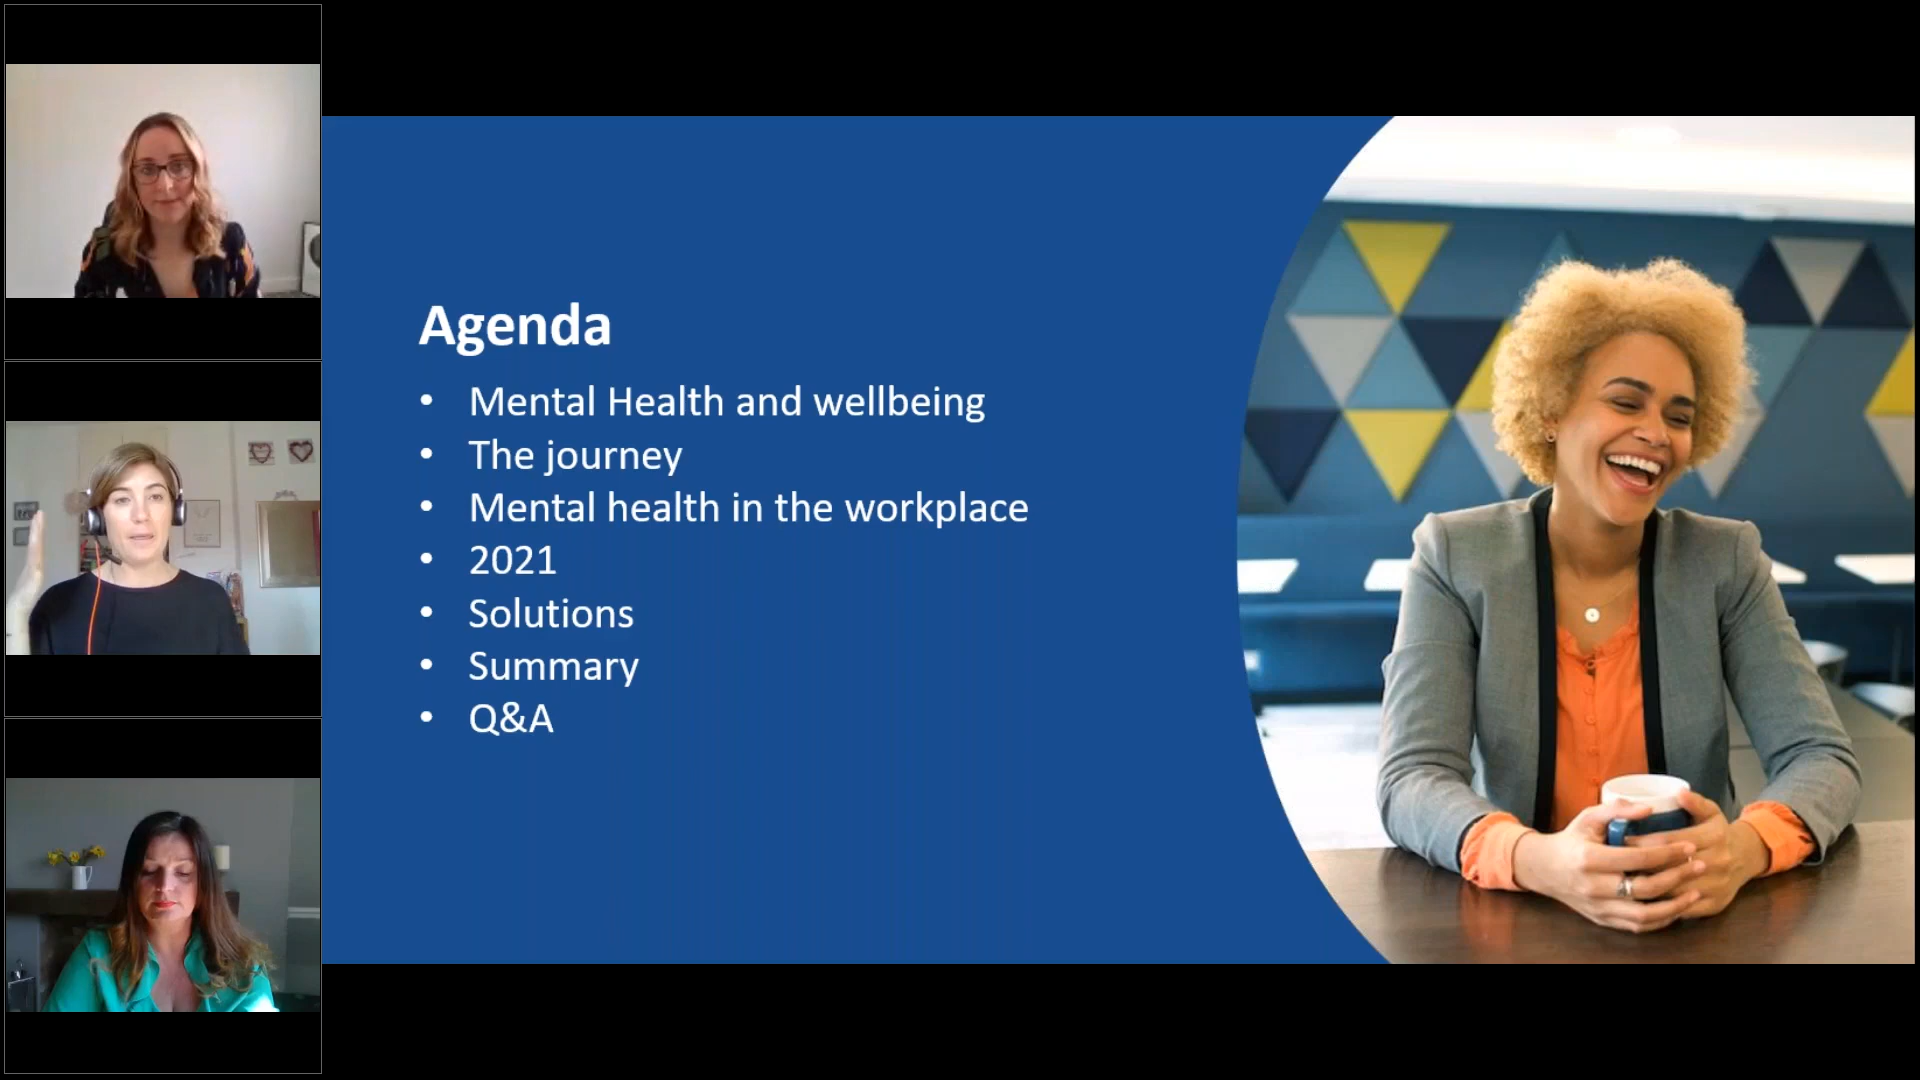 Agenda
• Mental Health and wellbeing
• The journey
• Mental health in the workplace
• 2021
• Solutions
• Summary
• Q&A